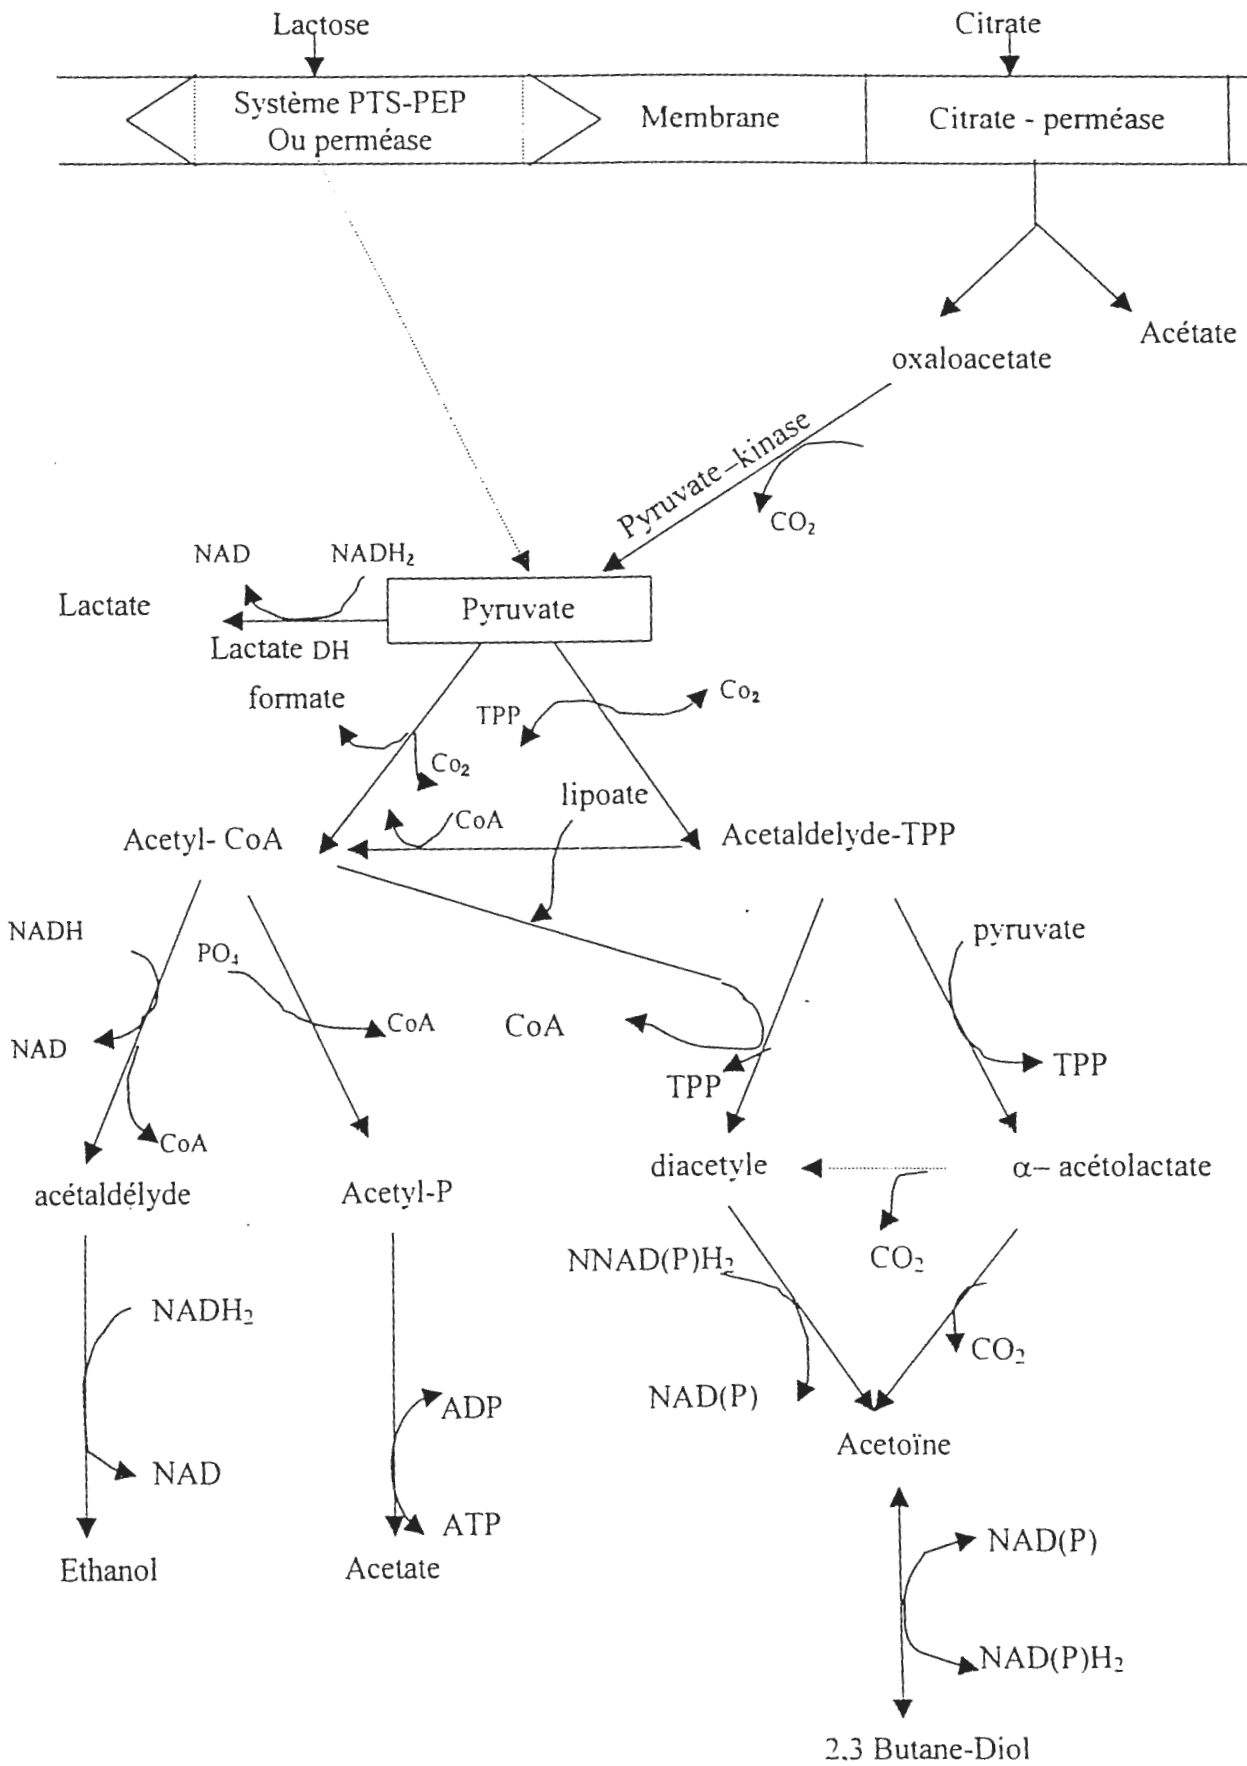 Lactose
Citrate
Système PTS-PEP
Ou perméase
Membrane
Citrate - perméase
Acétate
oxaloacetate
Pyruvate-kinase
CO₂
NAD
NADH₂
Lactate
Pyruvate
Lactate DH
formate
TPP
Co₂
Co₂
lipoate
CoA
Acetyl- CoA
Acetaldelyde-TPP
NADH
pyruvate
PO₄
CoA
CoA
NAD
TPP
TPP
CoA
diacetyle
α- acétolactate
acétaldélyde
Acetyl-P
NNAD(P)H₂
CO₂
NADH₂
CO₂
NAD(P)
ADP
Acetoïne
NAD
ATP
NAD(P)
Ethanol
Acetate
NAD(P)H₂
2,3 Butane-Diol